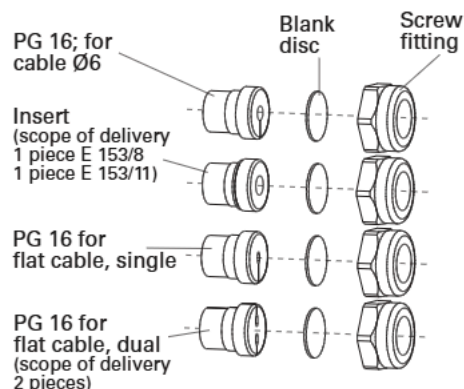 Blank
disc
Screw
fitting
PG 16; for
cable Ø6
Insert
(scope of delivery
1 piece E 153/8
1 piece E 153/11)
PG 16 for
flat cable, single
PG 16 for
flat cable, dual
(scope of delivery
2 pieces)